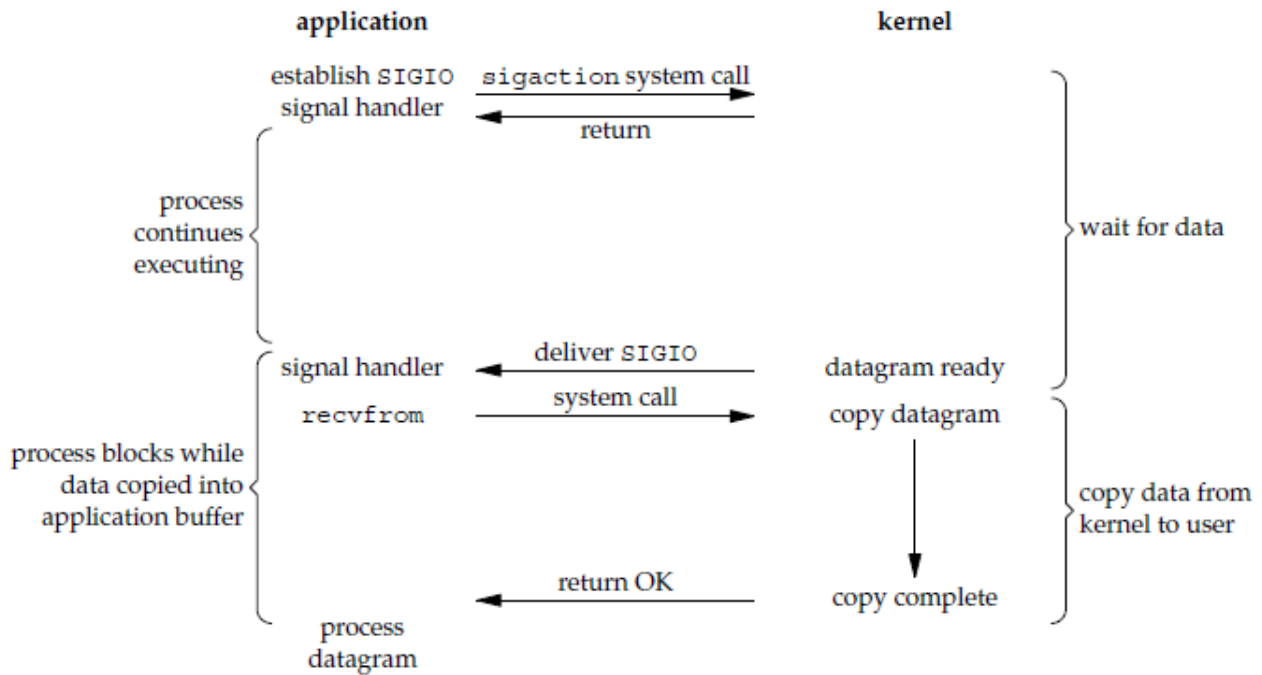 application
kernel
establish SIGIO
signal handler
sigaction system call
return
process
continues
executing
wait for data
signal handler
deliver SIGIO
datagram ready
recvfrom
system call
copy datagram
process blocks while
data copied into
application buffer
copy data from
kernel to user
return OK
copy complete
process
datagram